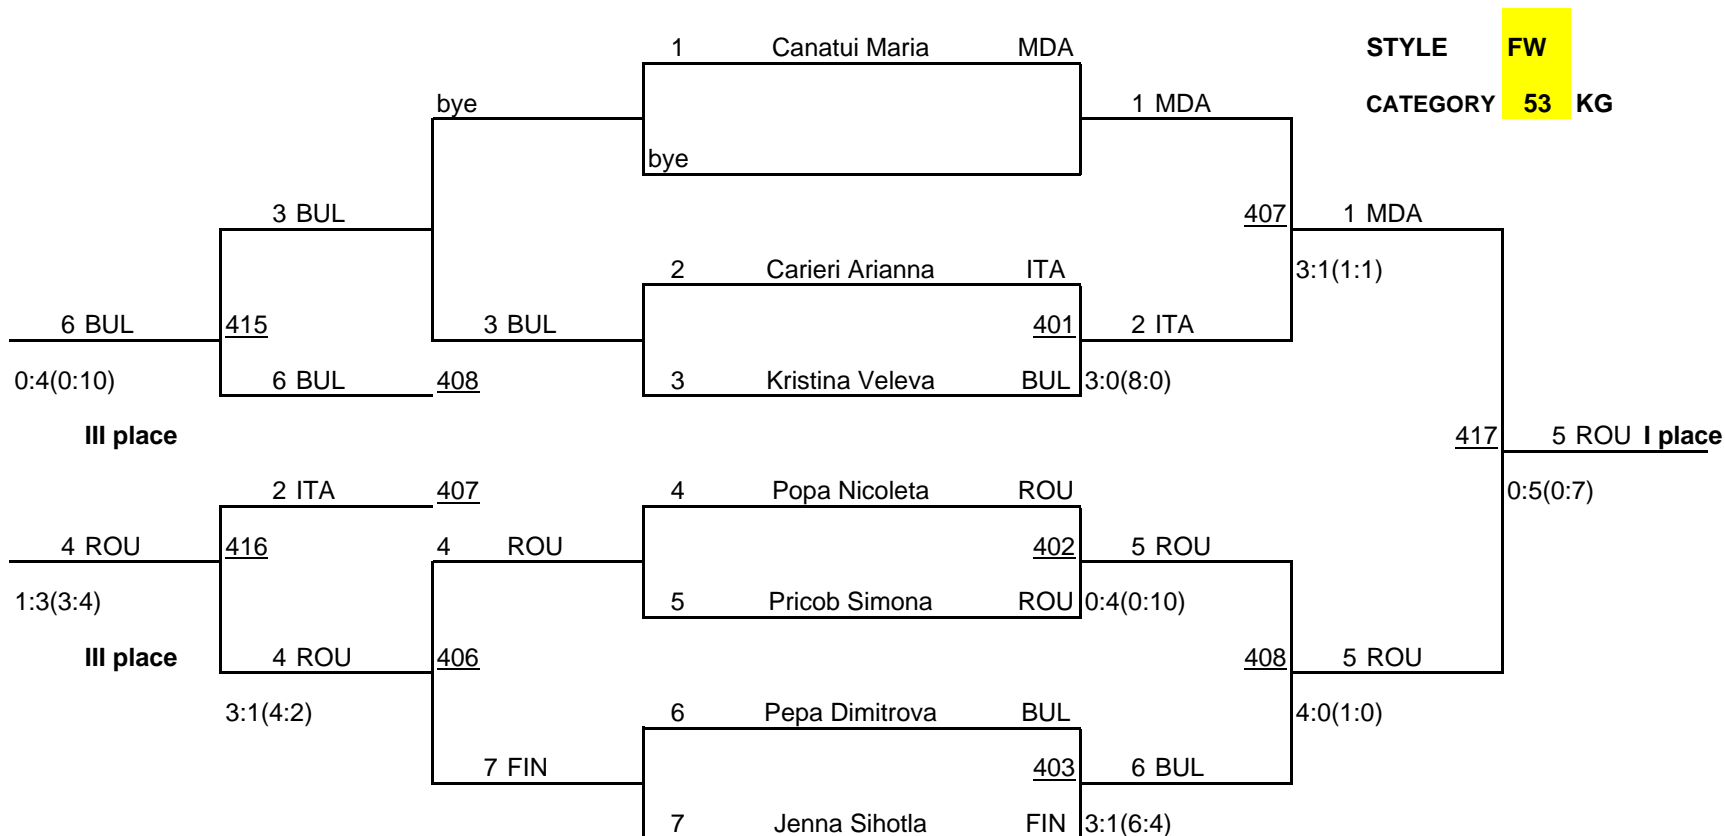 1 Canatui Maria MDA STYLE FW
bye 1 MDA CATEGORY 53 KG
bye
3 BUL 407 1 MDA
2 Carieri Arianna ITA 3:1(1:1)
6 BUL 415 3 BUL 401 2 ITA
0:4(0:10) 6 BUL 408 3 Kristina Veleva BUL 3:0(8:0)
III place 417 5 ROU I place
2 ITA 407 4 Popa Nicoleta ROU 0:5(0:7)
4 ROU 416 4 ROU 402 5 ROU
1:3(3:4) 5 Pricob Simona ROU 0:4(0:10)
III place 4 ROU 406 408 5 ROU
3:1(4:2) 6 Pepa Dimitrova BUL 4:0(1:0)
7 FIN 403 6 BUL
7 Jenna Sihotla FIN 3:1(6:4)